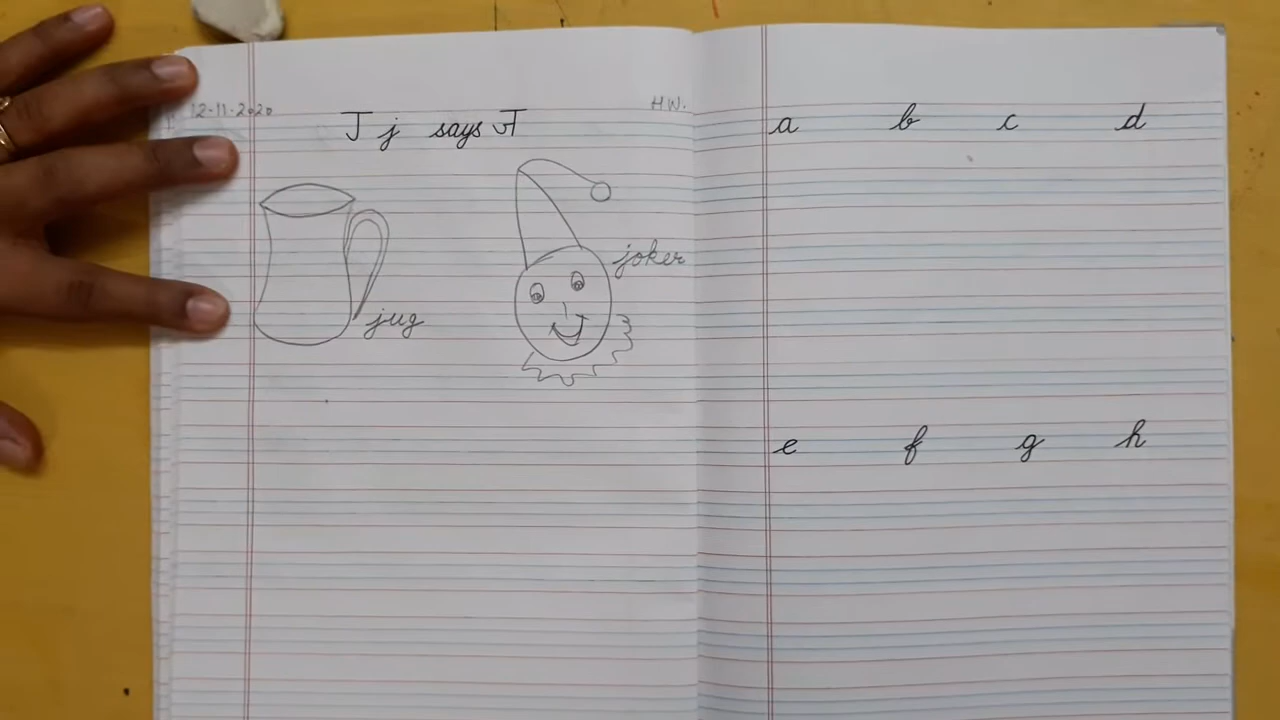 12-11-2020
H W.
J j says ज
joker
jug
a b c d
e f g h